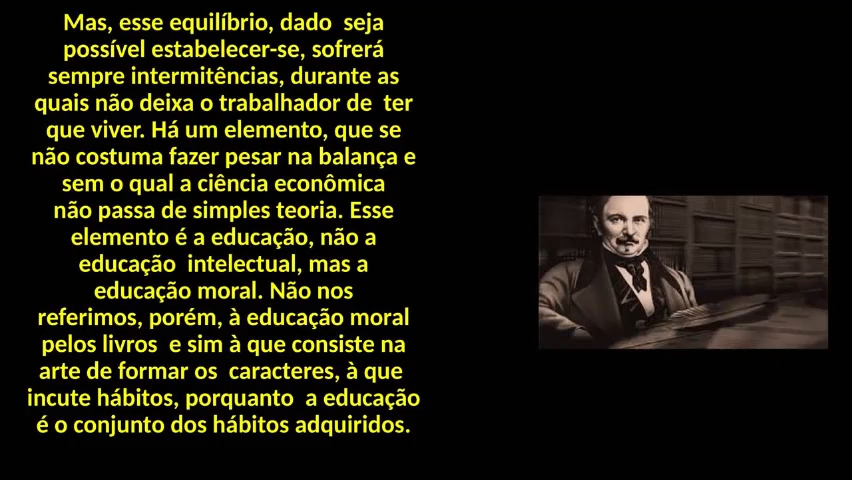 Mas, esse equilíbrio, dado  seja
possível estabelecer-se, sofrerá
sempre intermitências, durante as
quais não deixa o trabalhador de  ter
que viver. Há um elemento, que se
não costuma fazer pesar na balança e
sem o qual a ciência econômica
não passa de simples teoria. Esse
elemento é a educação, não a
educação  intelectual, mas a
educação moral. Não nos
referimos, porém, à educação moral
pelos livros  e sim à que consiste na
arte de formar os  caracteres, à que
incute hábitos, porquanto  a educação
é o conjunto dos hábitos adquiridos.